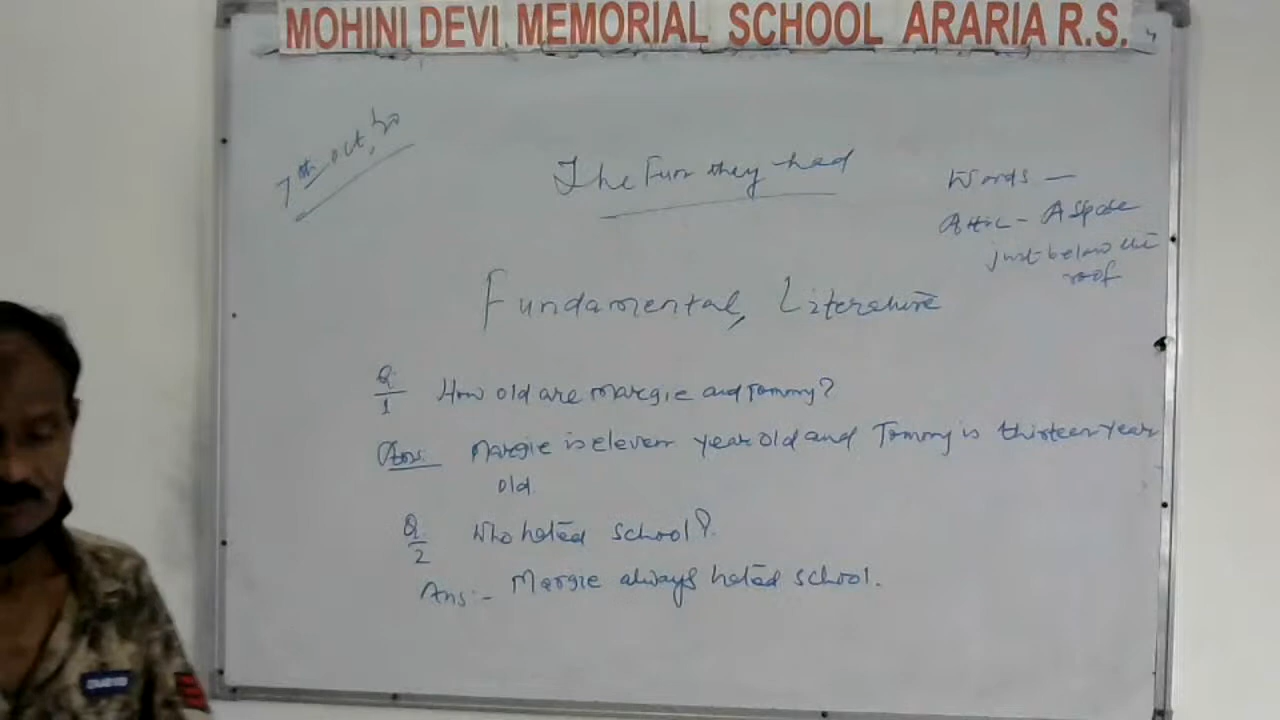 MOHINI DEVI MEMORIAL SCHOOL ARARIA R.S.
7th oct, 20
The Fun they had
Words —
Attic - A space
just below the
roof
Fundamental, Literature
Q/1 How old are Margie and Tommy?
Ans: Margie is eleven year old and Tommy is thirteen year
old.
Q/2 Who hated school?
Ans:- Margie always hated school.